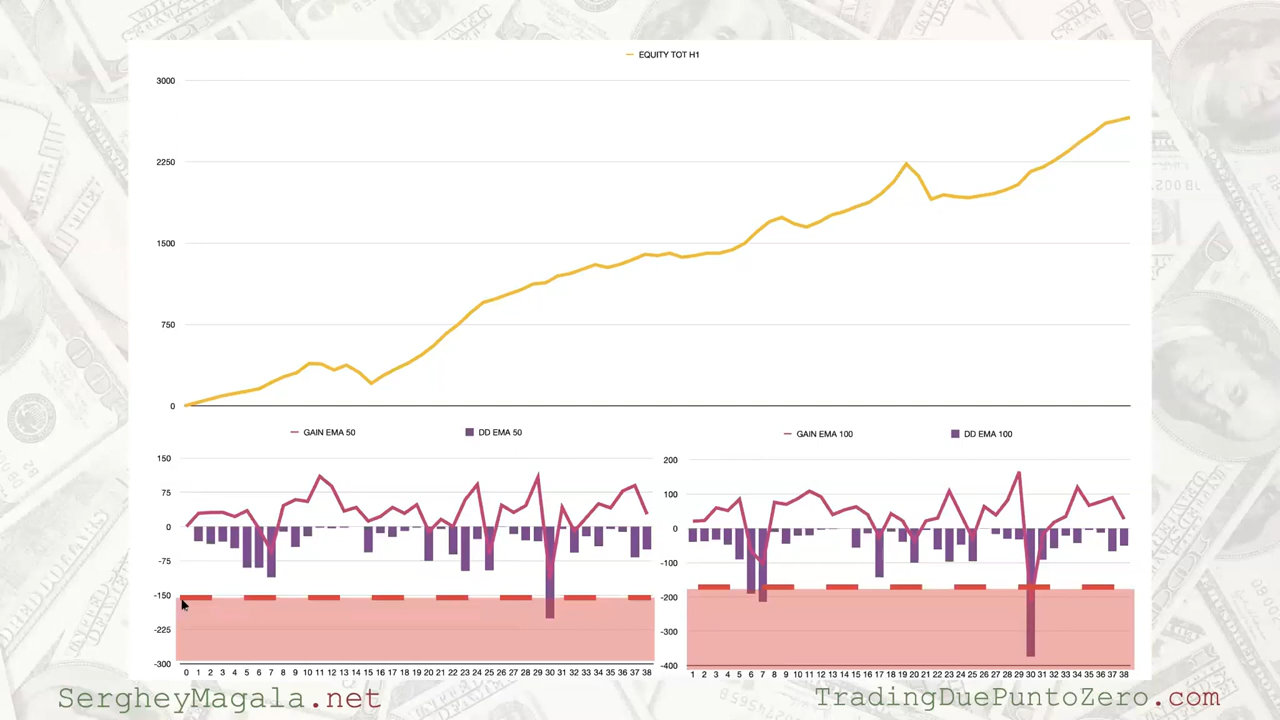 EQUITY TOT H1
3000
2250
1500
750
0
GAIN EMA 50 DD EMA 50
150
75
0
-75
-150
-225
-300
0 1 2 3 4 5 6 7 8 9 10 11 12 13 14 15 16 17 18 19 20 21 22 23 24 25 26 27 28 29 30 31 32 33 34 35 36 37 38
GAIN EMA 100 DD EMA 100
200
100
0
-100
-200
-300
-400
1 2 3 4 5 6 7 8 9 10 11 12 13 14 15 16 17 18 19 20 21 22 23 24 25 26 27 28 29 30 31 32 33 34 35 36 37 38
SergheyMagala.net
TradingDuePuntoZero.com